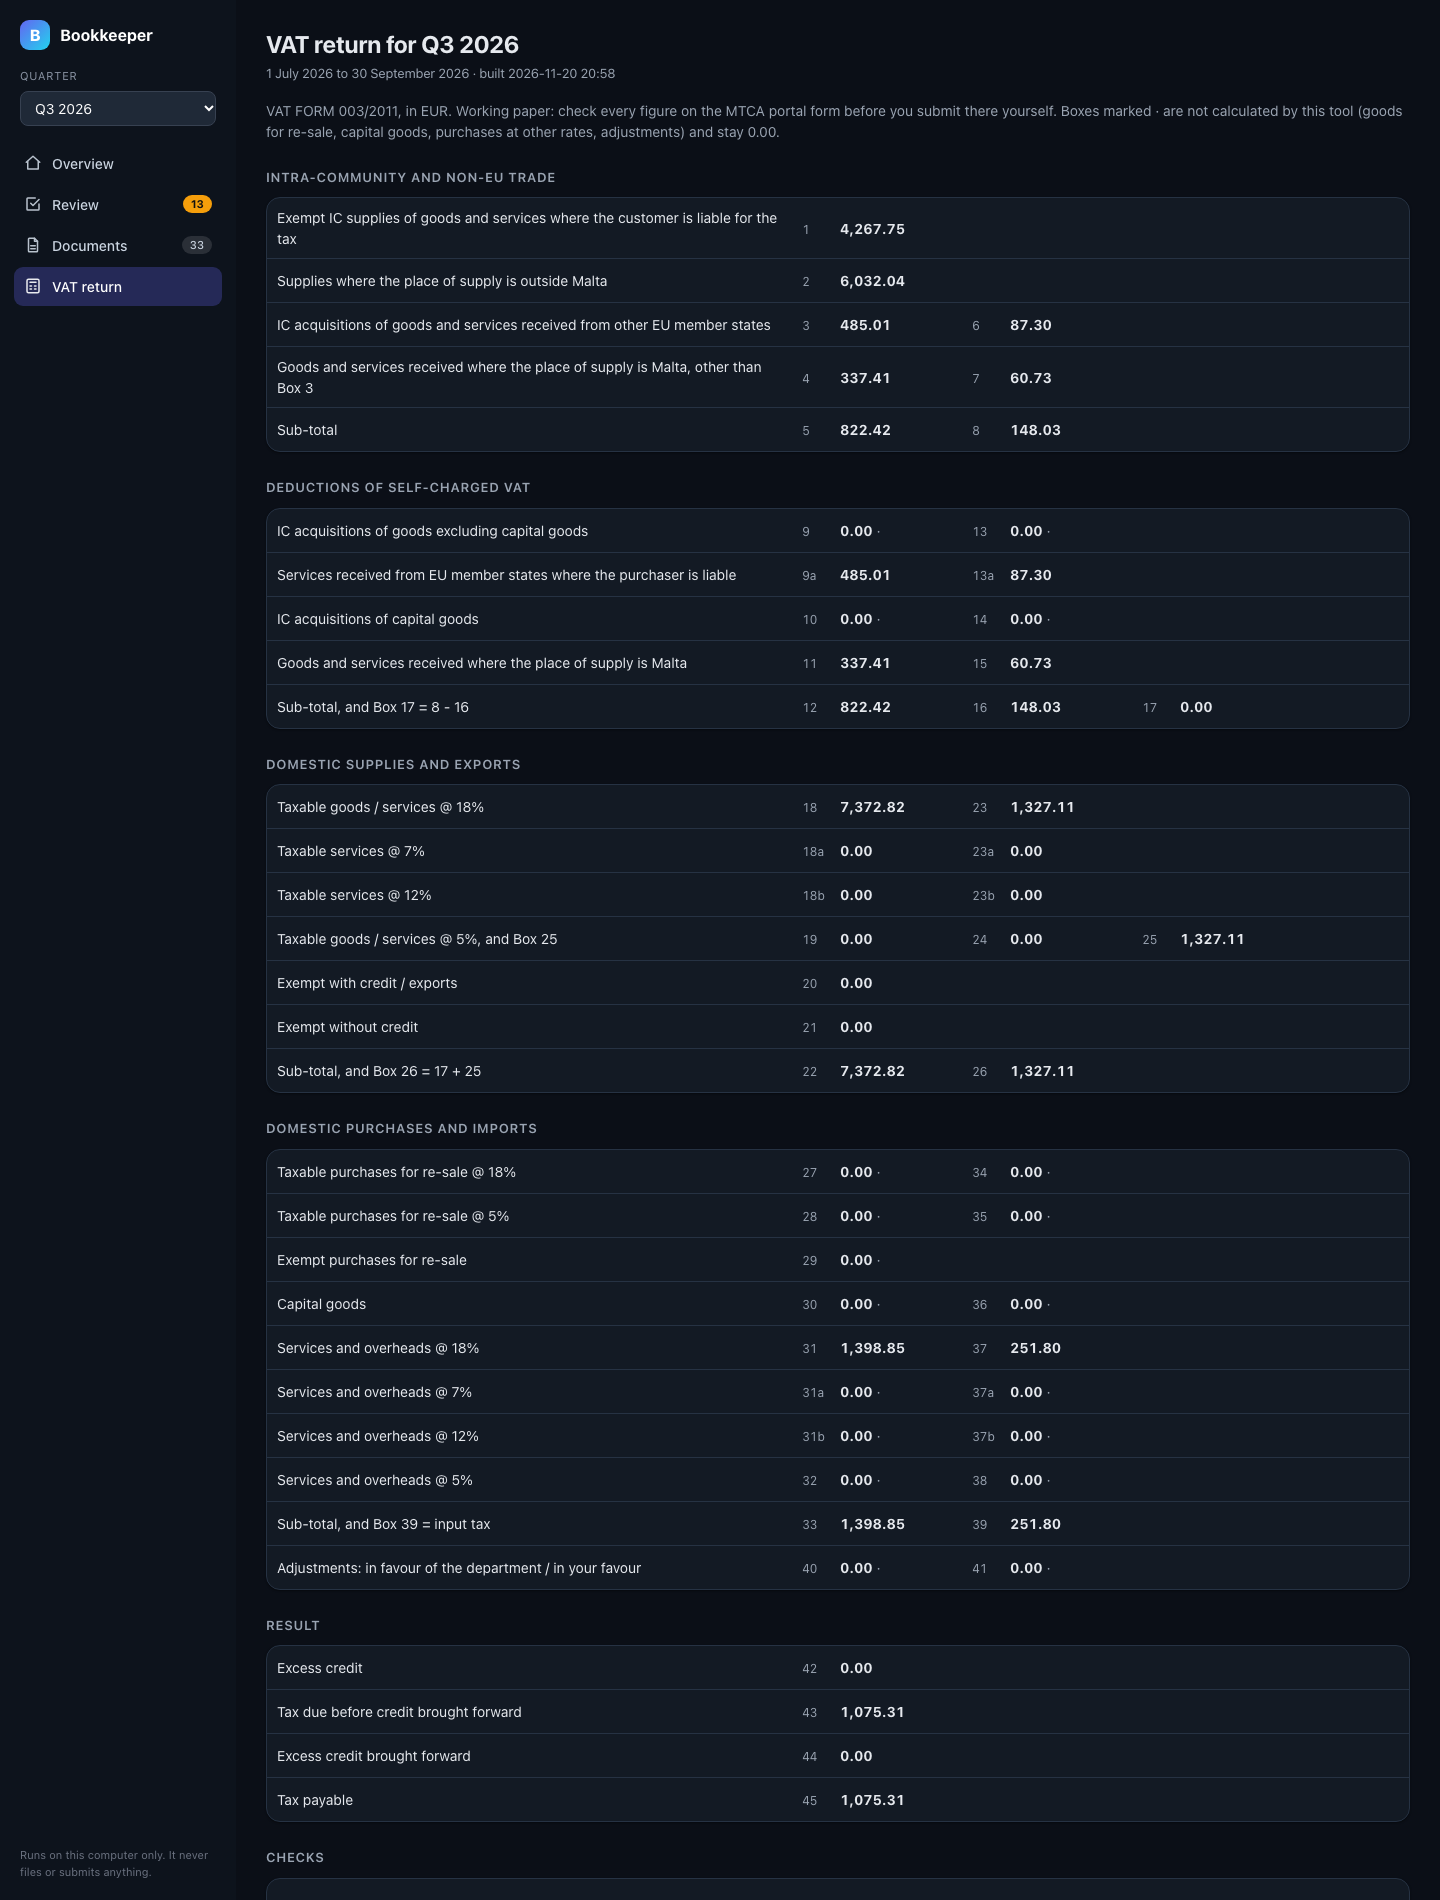 B Bookkeeper
QUARTER
Q3 2026
Overview
Review 13
Documents 33
VAT return
Runs on this computer only. It never
files or submits anything.
VAT return for Q3 2026
1 July 2026 to 30 September 2026 · built 2026-11-20 20:58
VAT FORM 003/2011, in EUR. Working paper: check every figure on the MTCA portal form before you submit there yourself. Boxes marked · are not calculated by this tool (goods
for re-sale, capital goods, purchases at other rates, adjustments) and stay 0.00.
INTRA-COMMUNITY AND NON-EU TRADE
Exempt IC supplies of goods and services where the customer is liable for the
tax 1 4,267.75
Supplies where the place of supply is outside Malta 2 6,032.04
IC acquisitions of goods and services received from other EU member states 3 485.01 6 87.30
Goods and services received where the place of supply is Malta, other than
Box 3 4 337.41 7 60.73
Sub-total 5 822.42 8 148.03
DEDUCTIONS OF SELF-CHARGED VAT
IC acquisitions of goods excluding capital goods 9 0.00 · 13 0.00 ·
Services received from EU member states where the purchaser is liable 9a 485.01 13a 87.30
IC acquisitions of capital goods 10 0.00 · 14 0.00 ·
Goods and services received where the place of supply is Malta 11 337.41 15 60.73
Sub-total, and Box 17 = 8 - 16 12 822.42 16 148.03 17 0.00
DOMESTIC SUPPLIES AND EXPORTS
Taxable goods / services @ 18% 18 7,372.82 23 1,327.11
Taxable services @ 7% 18a 0.00 23a 0.00
Taxable services @ 12% 18b 0.00 23b 0.00
Taxable goods / services @ 5%, and Box 25 19 0.00 24 0.00 25 1,327.11
Exempt with credit / exports 20 0.00
Exempt without credit 21 0.00
Sub-total, and Box 26 = 17 + 25 22 7,372.82 26 1,327.11
DOMESTIC PURCHASES AND IMPORTS
Taxable purchases for re-sale @ 18% 27 0.00 · 34 0.00 ·
Taxable purchases for re-sale @ 5% 28 0.00 · 35 0.00 ·
Exempt purchases for re-sale 29 0.00 ·
Capital goods 30 0.00 · 36 0.00 ·
Services and overheads @ 18% 31 1,398.85 37 251.80
Services and overheads @ 7% 31a 0.00 · 37a 0.00 ·
Services and overheads @ 12% 31b 0.00 · 37b 0.00 ·
Services and overheads @ 5% 32 0.00 · 38 0.00 ·
Sub-total, and Box 39 = input tax 33 1,398.85 39 251.80
Adjustments: in favour of the department / in your favour 40 0.00 · 41 0.00 ·
RESULT
Excess credit 42 0.00
Tax due before credit brought forward 43 1,075.31
Excess credit brought forward 44 0.00
Tax payable 45 1,075.31
CHECKS